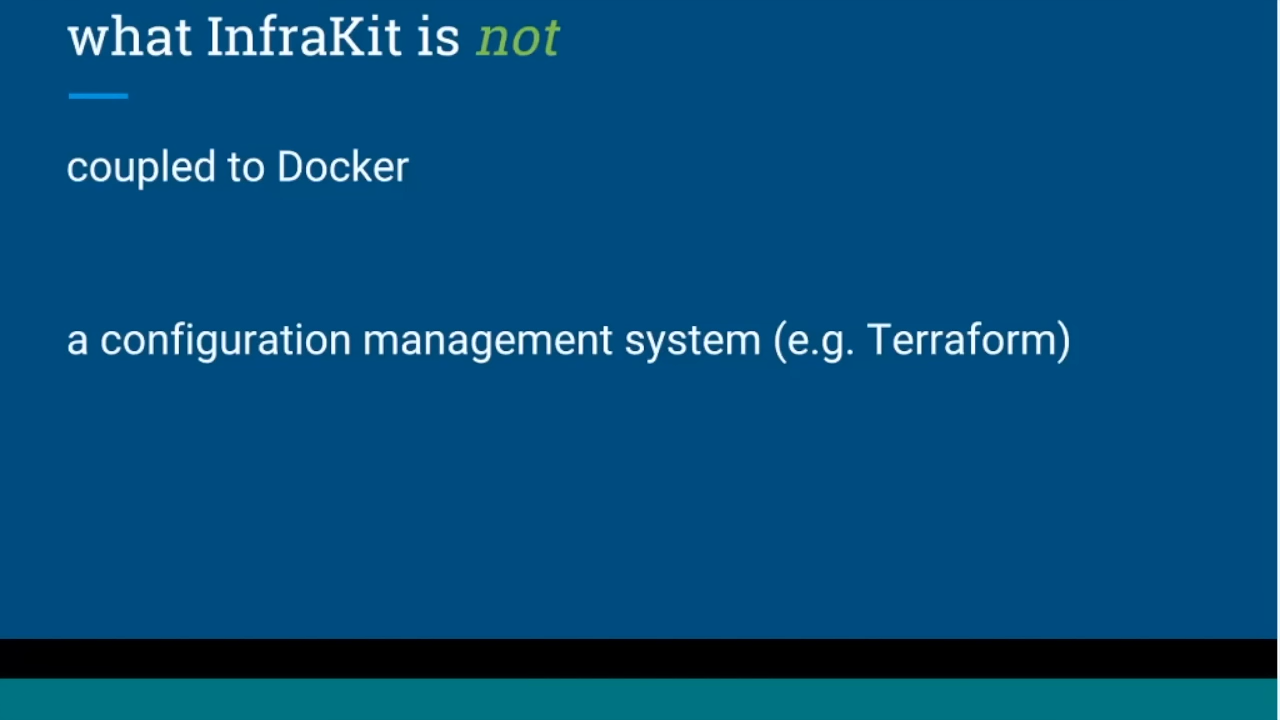 what InfraKit is not
coupled to Docker
a configuration management system (e.g. Terraform)